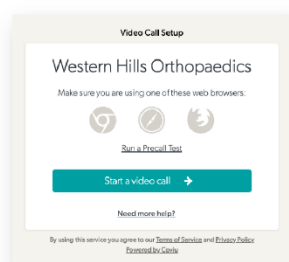 Video Call Setup
Western Hills Orthopaedics
Make sure you are using one of these web browsers:
Run a Precall Test
Start a video call
Need more help?
By using this service you agree to our Terms of Service and Privacy Policy
Powered by Coviu